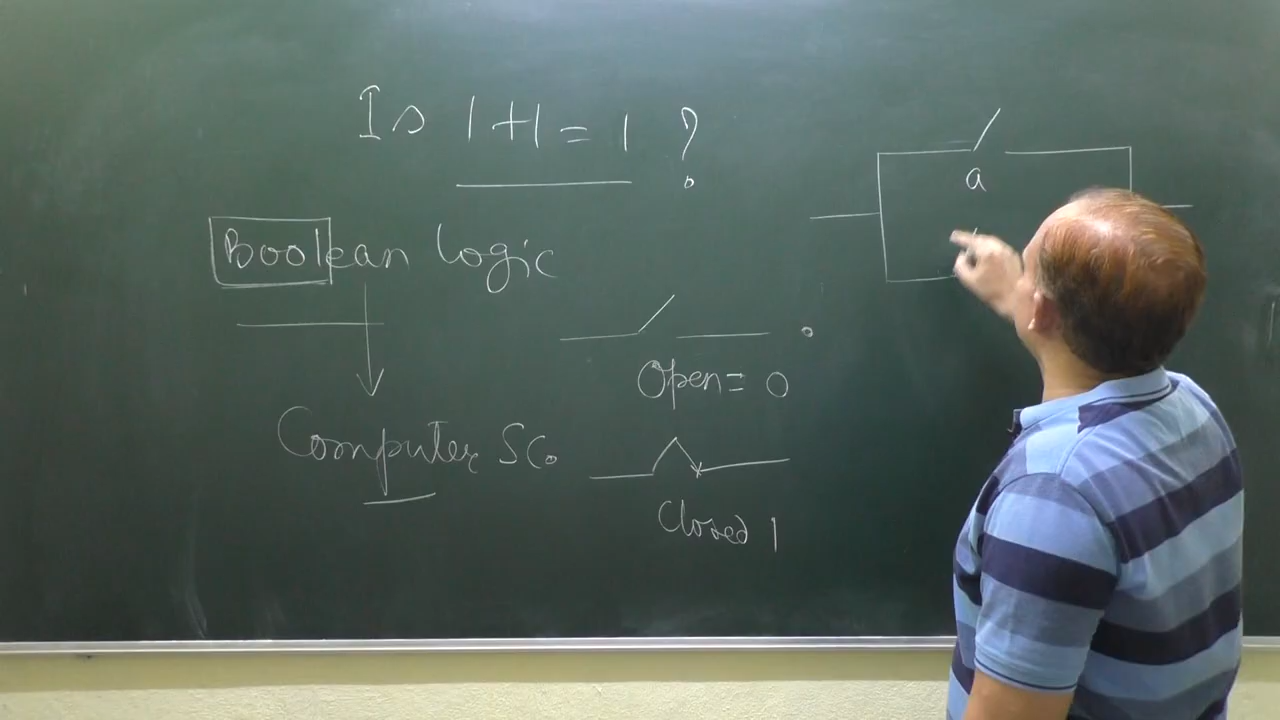 Is 1+1=1 ?
Boolean logic
Computer Sc.
Open= 0
Closed 1
a